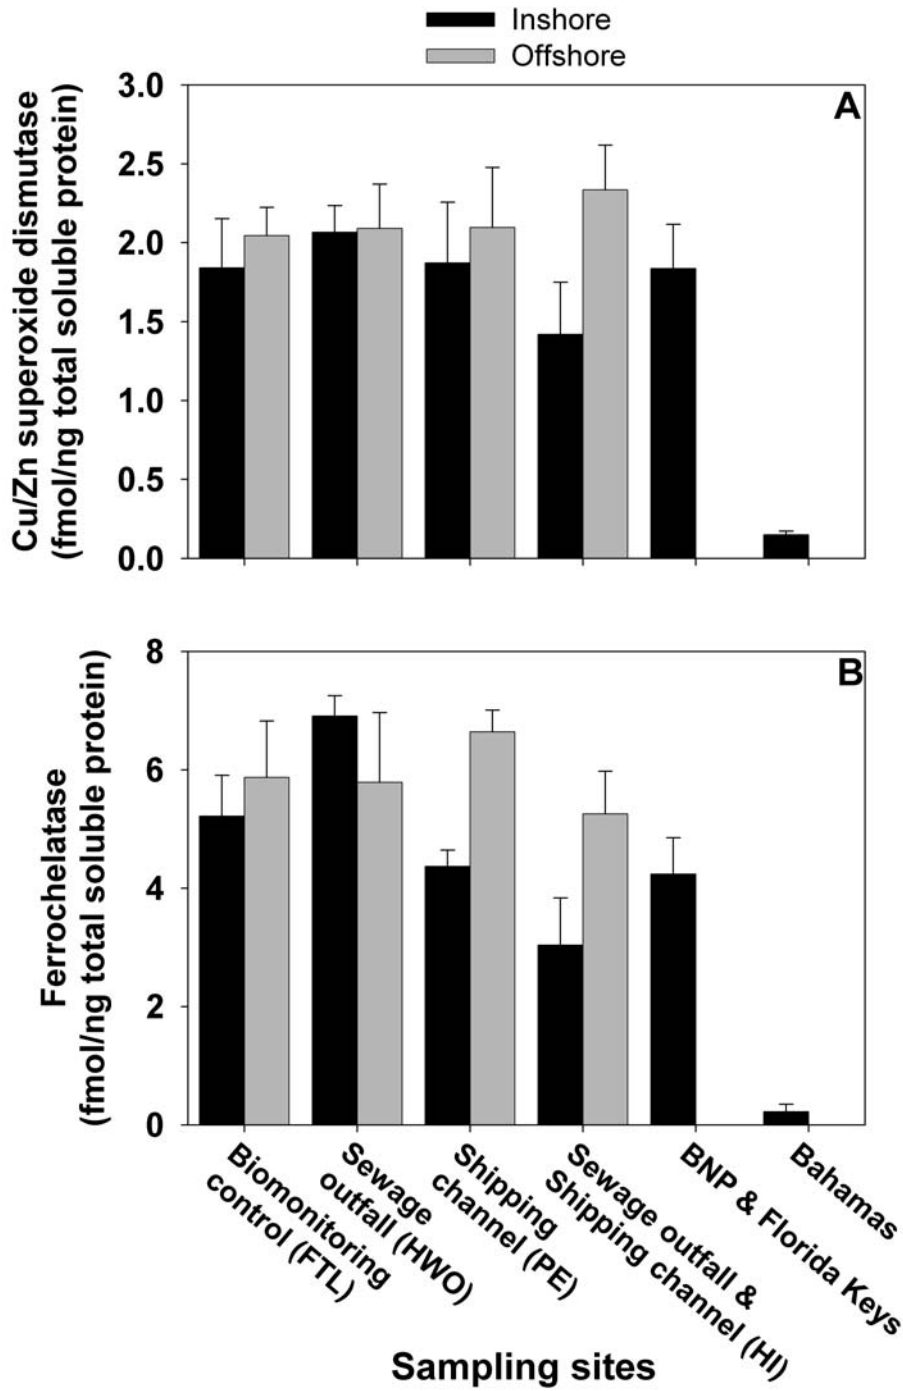 Inshore
Offshore
A
Cu/Zn superoxide dismutase
(fmol/ng total soluble protein)
3.0
2.5
2.0
1.5
1.0
0.5
0.0
B
Ferrochelatase
(fmol/ng total soluble protein)
8
6
4
2
0
Biomonitoring
control (FTL)
Sewage
outfall (HWO)
Shipping
channel (PE)
Sewage outfall &
Shipping channel (HI)
BNP & Florida Keys
Bahamas
Sampling sites